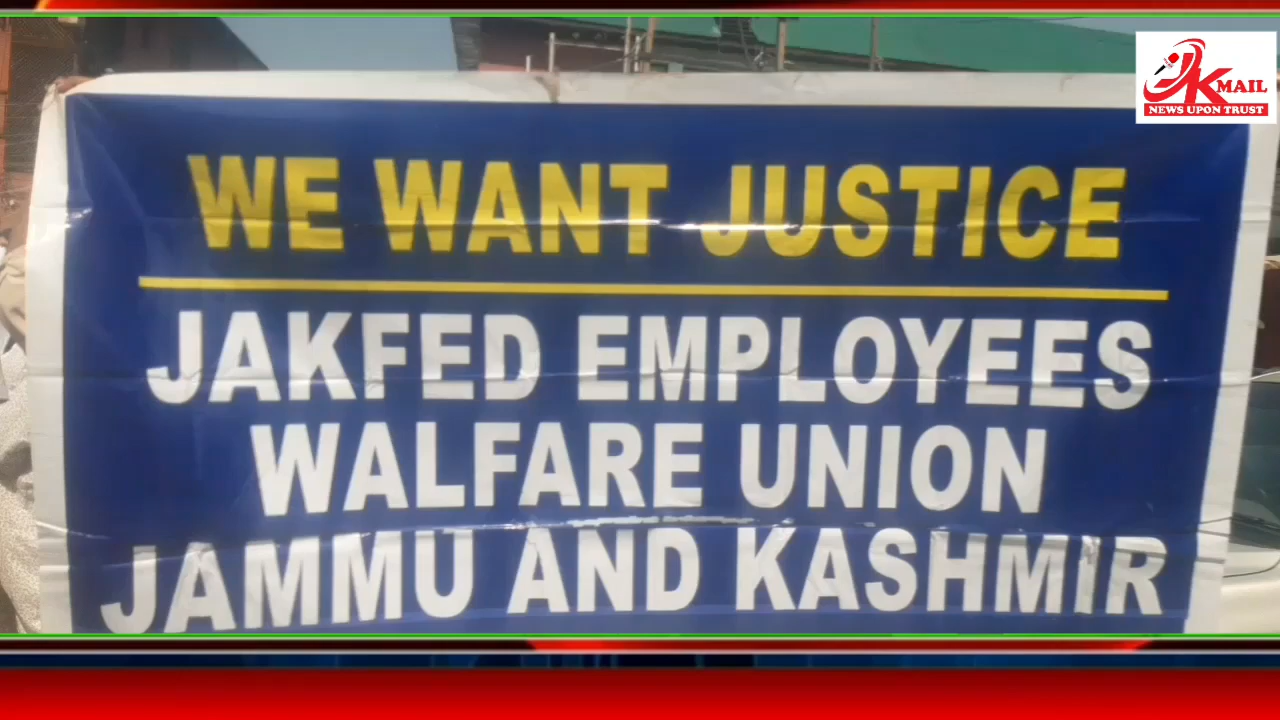 JK MAIL
NEWS UPON TRUST
WE WANT JUSTICE
JAKFED EMPLOYEES
WALFARE UNION
JAMMU AND KASHMIR